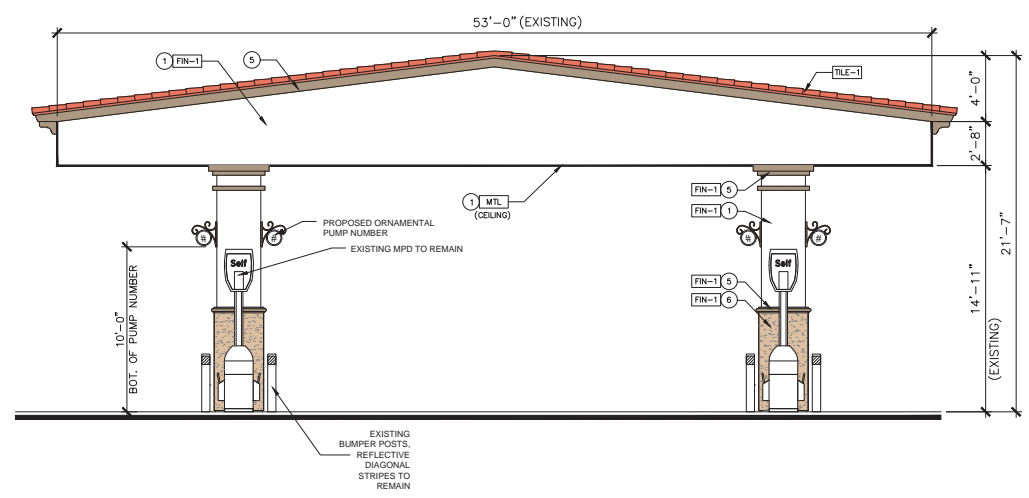 53'-0" (EXISTING)
1 FIN-1
5
TILE-1
4'-0"
2'-8"
21'-7"
14'-11"
(EXISTING)
1 MTL
(CEILING)
FIN-1 5
FIN-1 1
PROPOSED ORNAMENTAL
PUMP NUMBER
EXISTING MPD TO REMAIN
# #
# #
Self
Self
FIN-1 5
FIN-1 6
10'-0"
BOT. OF PUMP NUMBER
EXISTING
BUMPER POSTS,
REFLECTIVE
DIAGONAL
STRIPES TO
REMAIN